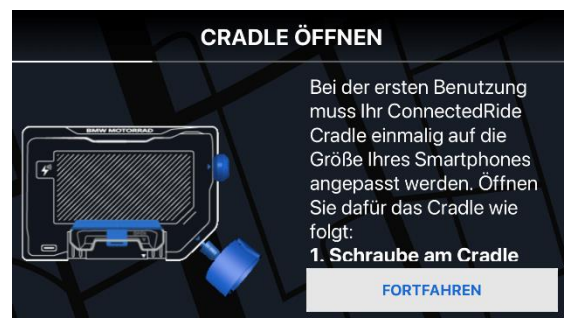 CRADLE ÖFFNEN
Bei der ersten Benutzung
muss Ihr ConnectedRide
Cradle einmalig auf die
Größe Ihres Smartphones
angepasst werden. Öffnen
Sie dafür das Cradle wie
folgt:
1. Schraube am Cradle
BMW MOTORRAD
FORTFAHREN